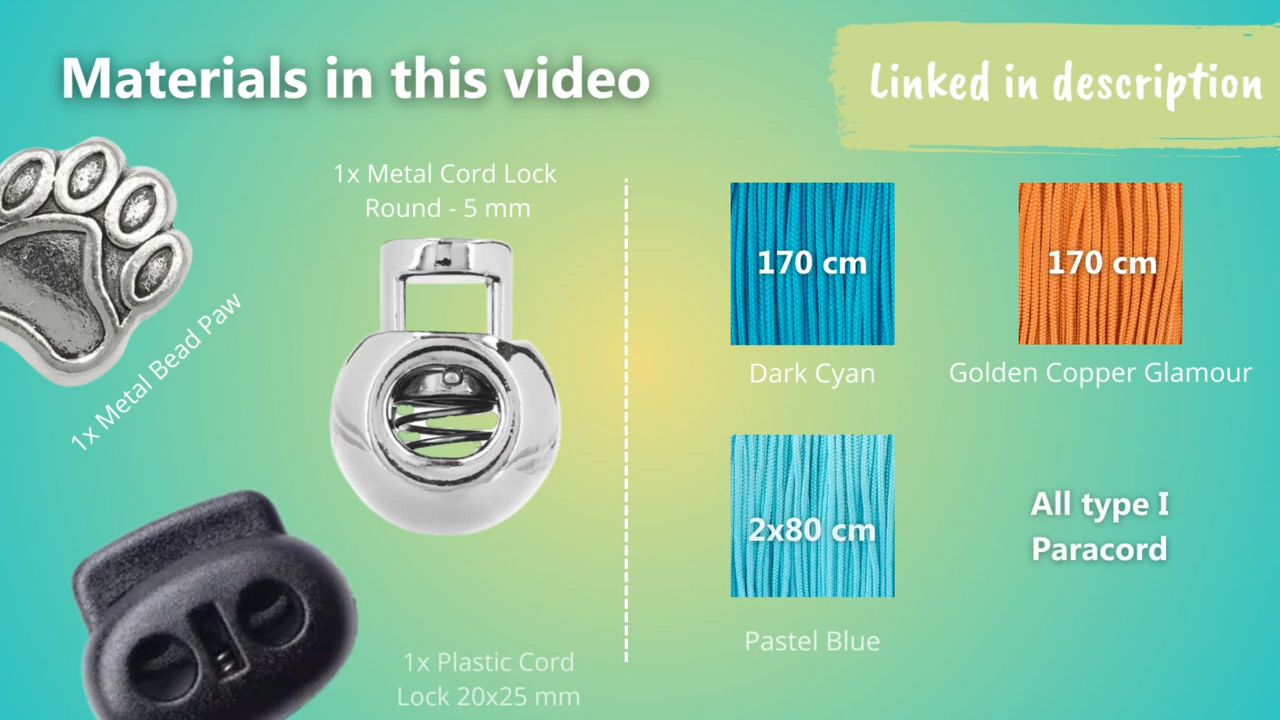 Materials in this video
Linked in description
1x Metal Cord Lock
Round - 5 mm
1x Metal Bead Paw
1x Plastic Cord
Lock 20x25 mm
170 cm
Dark Cyan
170 cm
Golden Copper Glamour
2x80 cm
Pastel Blue
All type I
Paracord